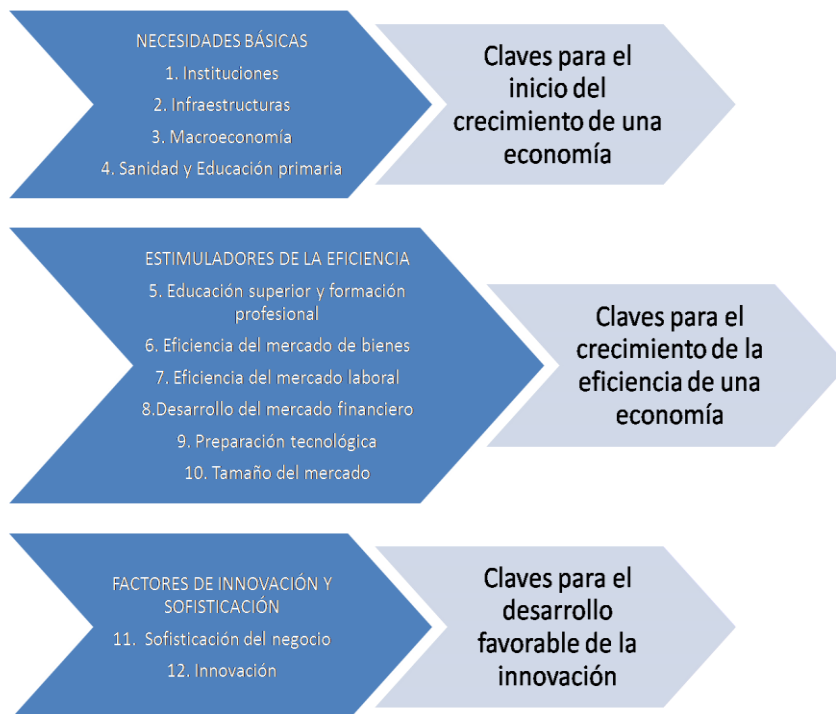 NECESIDADES BÁSICAS
1. Instituciones
2. Infraestructuras
3. Macroeconomía
4. Sanidad y Educación primaria
Claves para el
inicio del
crecimiento de una
economía
ESTIMULADORES DE LA EFICIENCIA
5. Educación superior y formación
profesional
6. Eficiencia del mercado de bienes
7. Eficiencia del mercado laboral
8.Desarrollo del mercado financiero
9. Preparación tecnológica
10. Tamaño del mercado
Claves para el
crecimiento de la
eficiencia de una
economía
FACTORES DE INNOVACIÓN Y
SOFISTICACIÓN
11. Sofisticación del negocio
12. Innovación
Claves para el
desarrollo
favorable de la
innovación